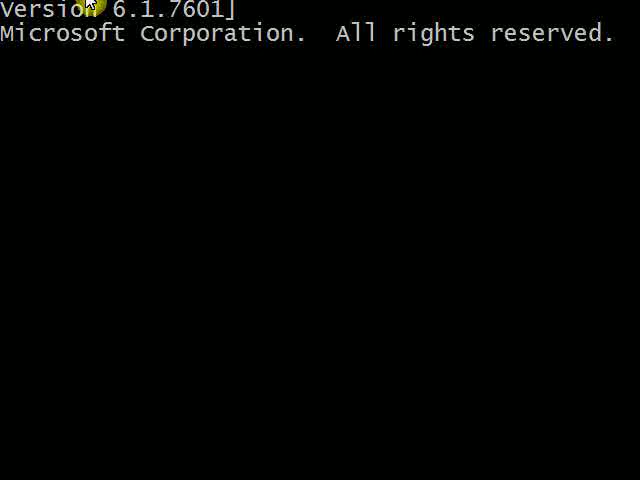 Version 6.1.7601]
Microsoft Corporation.  All rights reserved.